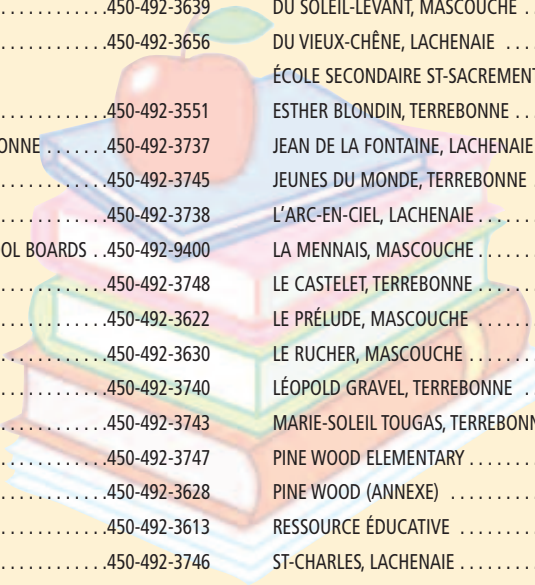 . . . . . . . . . . . .450-492-3639
. . . . . . . . . . . .450-492-3656
. . . . . . . . . . . .450-492-3551
ONNE . . . . . . .450-492-3737
. . . . . . . . . . . .450-492-3745
. . . . . . . . . . . .450-492-3738
OL BOARDS . .450-492-9400
. . . . . . . . . . . .450-492-3748
. . . . . . . . . . . .450-492-3622
. . . . . . . . . . . .450-492-3630
. . . . . . . . . . . .450-492-3740
. . . . . . . . . . . .450-492-3743
. . . . . . . . . . . .450-492-3747
. . . . . . . . . . . .450-492-3628
. . . . . . . . . . . .450-492-3613
. . . . . . . . . . . .450-492-3746
DU SOLEIL-LEVANT, MASCOUCHE . .
DU VIEUX-CHÊNE, LACHENAIE . . . .
ÉCOLE SECONDAIRE ST-SACREMENT
ESTHER BLONDIN, TERREBONNE . . .
JEAN DE LA FONTAINE, LACHENAIE
JEUNES DU MONDE, TERREBONNE .
L'ARC-EN-CIEL, LACHENAIE . . . . . .
LA MENNAIS, MASCOUCHE . . . . . .
LE CASTELET, TERREBONNE . . . . . .
LE PRÉLUDE, MASCOUCHE . . . . . .
LE RUCHER, MASCOUCHE . . . . . . .
LÉOPOLD GRAVEL, TERREBONNE . .
MARIE-SOLEIL TOUGAS, TERREBONN
PINE WOOD ELEMENTARY . . . . . . .
PINE WOOD (ANNEXE) . . . . . . . . .
RESSOURCE ÉDUCATIVE . . . . . . . .
ST-CHARLES, LACHENAIE . . . . . . . .